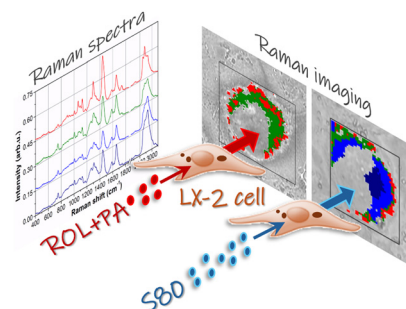 Raman spectra
Raman imaging
Intensity (arb.u.)
0.75
0.60
0.45
0.30
0.15
0.00
400 600 800 1000 1200 1400 1600 1800 3000
Raman shift (cm⁻¹)
LX-2 cell
ROL+PA
S80